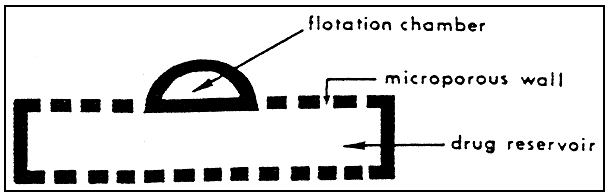 flotation chamber
microporous wall
drug reservoir